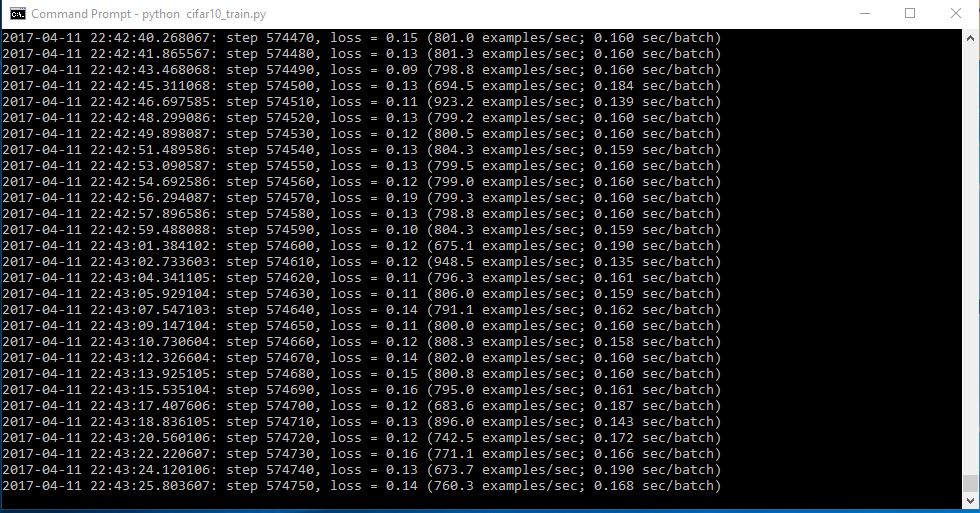 Command Prompt - python  cifar10_train.py
2017-04-11 22:42:40.268067: step 574470, loss = 0.15 (801.0 examples/sec; 0.160 sec/batch)
2017-04-11 22:42:41.865567: step 574480, loss = 0.13 (801.3 examples/sec; 0.160 sec/batch)
2017-04-11 22:42:43.468068: step 574490, loss = 0.09 (798.8 examples/sec; 0.160 sec/batch)
2017-04-11 22:42:45.311068: step 574500, loss = 0.13 (694.5 examples/sec; 0.184 sec/batch)
2017-04-11 22:42:46.697585: step 574510, loss = 0.11 (923.2 examples/sec; 0.139 sec/batch)
2017-04-11 22:42:48.299086: step 574520, loss = 0.13 (799.2 examples/sec; 0.160 sec/batch)
2017-04-11 22:42:49.898087: step 574530, loss = 0.12 (800.5 examples/sec; 0.160 sec/batch)
2017-04-11 22:42:51.489586: step 574540, loss = 0.13 (804.3 examples/sec; 0.159 sec/batch)
2017-04-11 22:42:53.090587: step 574550, loss = 0.13 (799.5 examples/sec; 0.160 sec/batch)
2017-04-11 22:42:54.692586: step 574560, loss = 0.12 (799.0 examples/sec; 0.160 sec/batch)
2017-04-11 22:42:56.294087: step 574570, loss = 0.19 (799.3 examples/sec; 0.160 sec/batch)
2017-04-11 22:42:57.896586: step 574580, loss = 0.13 (798.8 examples/sec; 0.160 sec/batch)
2017-04-11 22:42:59.488088: step 574590, loss = 0.10 (804.3 examples/sec; 0.159 sec/batch)
2017-04-11 22:43:01.384102: step 574600, loss = 0.12 (675.1 examples/sec; 0.190 sec/batch)
2017-04-11 22:43:02.733603: step 574610, loss = 0.12 (948.5 examples/sec; 0.135 sec/batch)
2017-04-11 22:43:04.341105: step 574620, loss = 0.11 (796.3 examples/sec; 0.161 sec/batch)
2017-04-11 22:43:05.929104: step 574630, loss = 0.11 (806.0 examples/sec; 0.159 sec/batch)
2017-04-11 22:43:07.547103: step 574640, loss = 0.14 (791.1 examples/sec; 0.162 sec/batch)
2017-04-11 22:43:09.147104: step 574650, loss = 0.11 (800.0 examples/sec; 0.160 sec/batch)
2017-04-11 22:43:10.730604: step 574660, loss = 0.12 (808.3 examples/sec; 0.158 sec/batch)
2017-04-11 22:43:12.326604: step 574670, loss = 0.14 (802.0 examples/sec; 0.160 sec/batch)
2017-04-11 22:43:13.925105: step 574680, loss = 0.15 (800.8 examples/sec; 0.160 sec/batch)
2017-04-11 22:43:15.535104: step 574690, loss = 0.16 (795.0 examples/sec; 0.161 sec/batch)
2017-04-11 22:43:17.407606: step 574700, loss = 0.12 (683.6 examples/sec; 0.187 sec/batch)
2017-04-11 22:43:18.836105: step 574710, loss = 0.13 (896.0 examples/sec; 0.143 sec/batch)
2017-04-11 22:43:20.560106: step 574720, loss = 0.12 (742.5 examples/sec; 0.172 sec/batch)
2017-04-11 22:43:22.220607: step 574730, loss = 0.16 (771.1 examples/sec; 0.166 sec/batch)
2017-04-11 22:43:24.120106: step 574740, loss = 0.13 (673.7 examples/sec; 0.190 sec/batch)
2017-04-11 22:43:25.803607: step 574750, loss = 0.14 (760.3 examples/sec; 0.168 sec/batch)